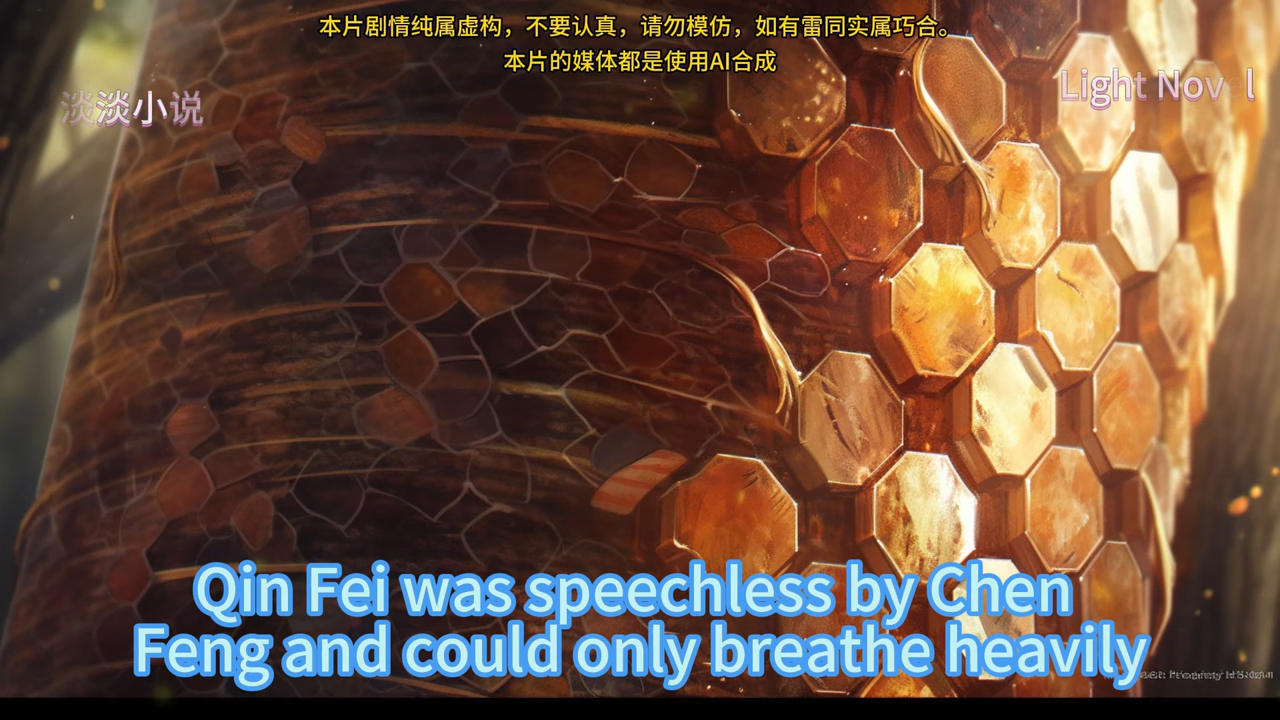 本片剧情纯属虚构，不要认真，请勿模仿，如有雷同实属巧合。
本片的媒体都是使用AI合成
淡淡小说
Light Novel
Qin Fei was speechless by Chen
Feng and could only breathe heavily